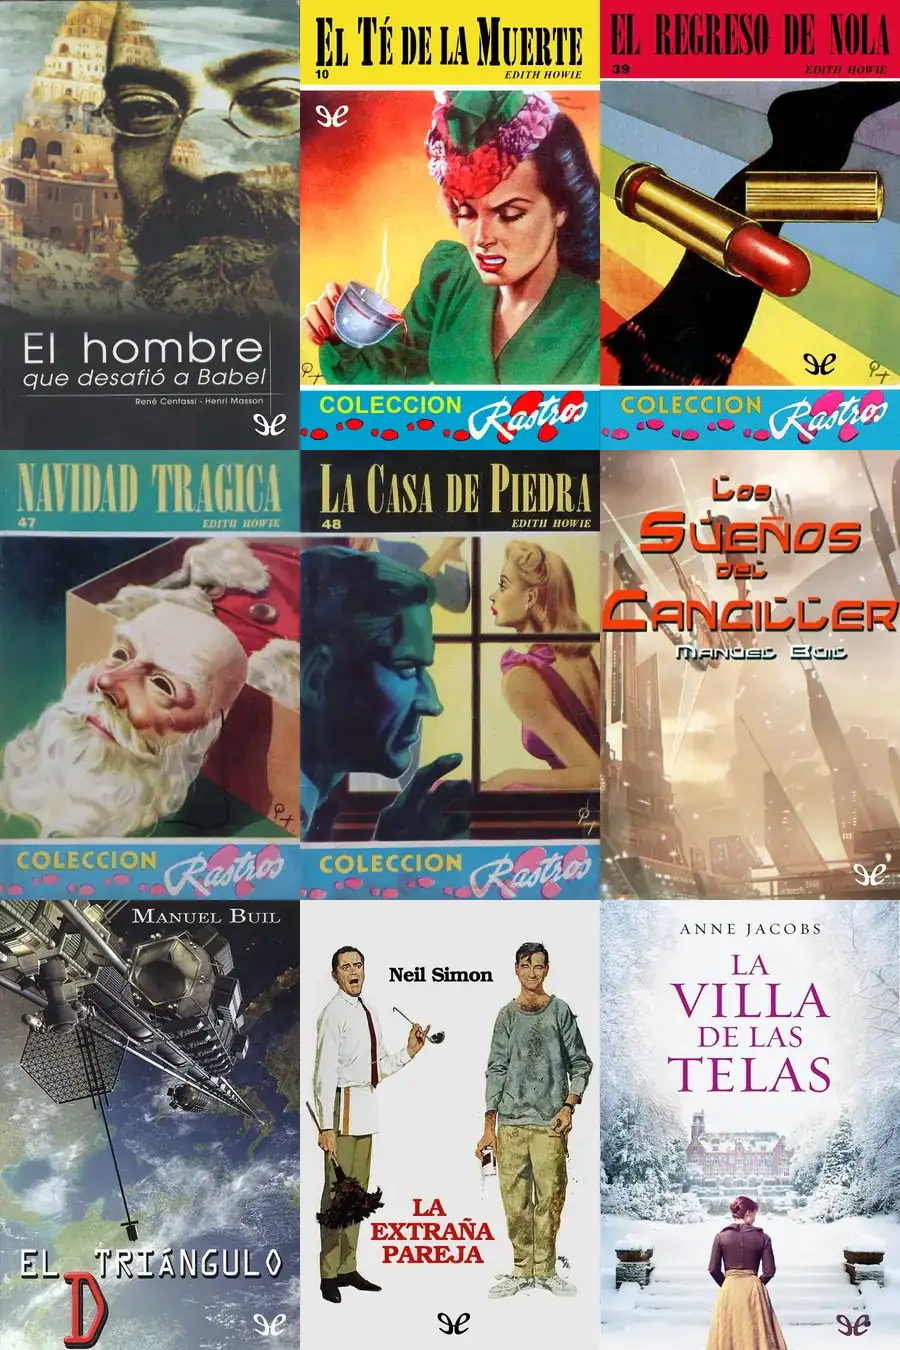 El hombre
que desafió a Babel
René Centassi - Henri Masson
EL TÉ DE LA MUERTE
10
EDITH HOWIE
COLECCION
Rastros
EL REGRESO DE NOLA
39
EDITH HOWIE
COLECCION
Rastros
NAVIDAD TRAGICA
47
EDITH HOWIE
COLECCION
Rastros
LA CASA DE PIEDRA
48
EDITH HOWIE
COLECCION
Rastros
Los
SUEÑOS
DEL
CANCILLER
MANUEL BUIL
MANUEL BUIL
EL TRIÁNGULO
D
Neil Simon
LA
EXTRAÑA
PAREJA
ANNE JACOBS
LA
VILLA
DE LAS
TELAS